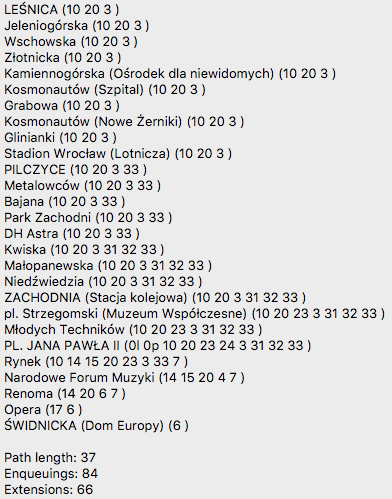 LEŚNICA (10 20 3 )
Jeleniogórska (10 20 3 )
Wschowska (10 20 3 )
Złotnicka (10 20 3 )
Kamiennogórska (Ośrodek dla niewidomych) (10 20 3 )
Kosmonautów (Szpital) (10 20 3 )
Grabowa (10 20 3 )
Kosmonautów (Nowe Żerniki) (10 20 3 )
Glinianki (10 20 3 )
Stadion Wrocław (Lotnicza) (10 20 3 )
PILCZYCE (10 20 3 33 )
Metalowców (10 20 3 33 )
Bajana (10 20 3 33 )
Park Zachodni (10 20 3 33 )
DH Astra (10 20 3 33 )
Kwiska (10 20 3 31 32 33 )
Małopanewska (10 20 3 31 32 33 )
Niedźwiedzia (10 20 3 31 32 33 )
ZACHODNIA (Stacja kolejowa) (10 20 3 31 32 33 )
pl. Strzegomski (Muzeum Współczesne) (10 20 23 3 31 32 33 )
Młodych Techników (10 20 23 3 31 32 33 )
PL. JANA PAWŁA II (0l 0p 10 20 23 24 3 31 32 33 )
Rynek (10 14 15 20 23 3 33 7 )
Narodowe Forum Muzyki (14 15 20 4 7 )
Renoma (14 20 6 7 )
Opera (17 6 )
ŚWIDNICKA (Dom Europy) (6 )
Path length: 37
Enqueuings: 84
Extensions: 66